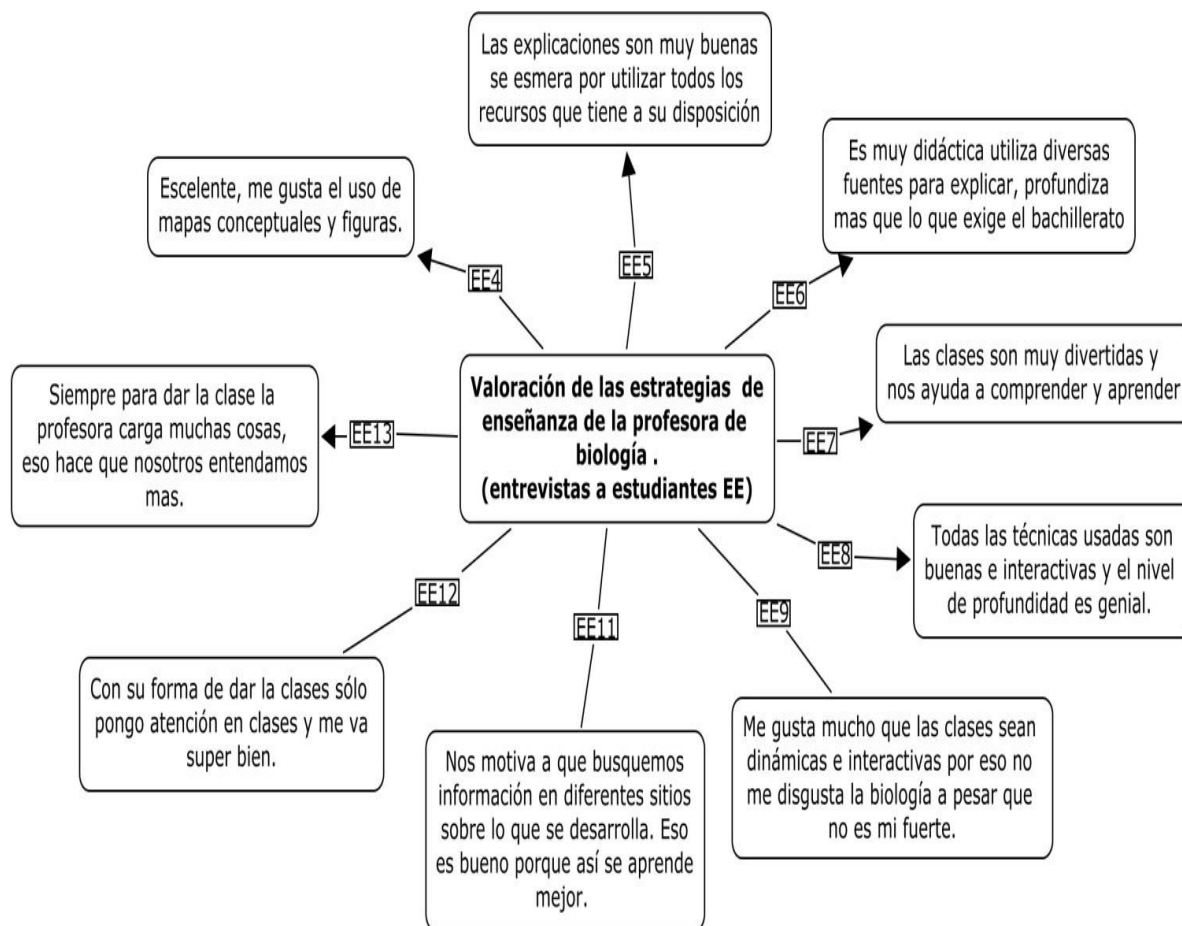 Las explicaciones son muy buenas
se esmera por utilizar todos los
recursos que tiene a su disposición
Es muy didáctica utiliza diversas
fuentes para explicar, profundiza
mas que lo que exige el bachillerato
Escelente, me gusta el uso de
mapas conceptuales y figuras.
EE5
EE4
EE6
Las clases son muy divertidas y
nos ayuda a comprender y aprender
Valoración de las estrategias de
enseñanza de la profesora de
biología .
(entrevistas a estudiantes EE)
Siempre para dar la clase la
profesora carga muchas cosas,
eso hace que nosotros entendamos
mas.
EE13
EE7
Todas las técnicas usadas son
buenas e interactivas y el nivel
de profundidad es genial.
EE8
EE12
EE11
EE9
Con su forma de dar la clases sólo
pongo atención en clases y me va
super bien.
Nos motiva a que busquemos
información en diferentes sitios
sobre lo que se desarrolla. Eso
es bueno porque así se aprende
mejor.
Me gusta mucho que las clases sean
dinámicas e interactivas por eso no
me disgusta la biología a pesar que
no es mi fuerte.